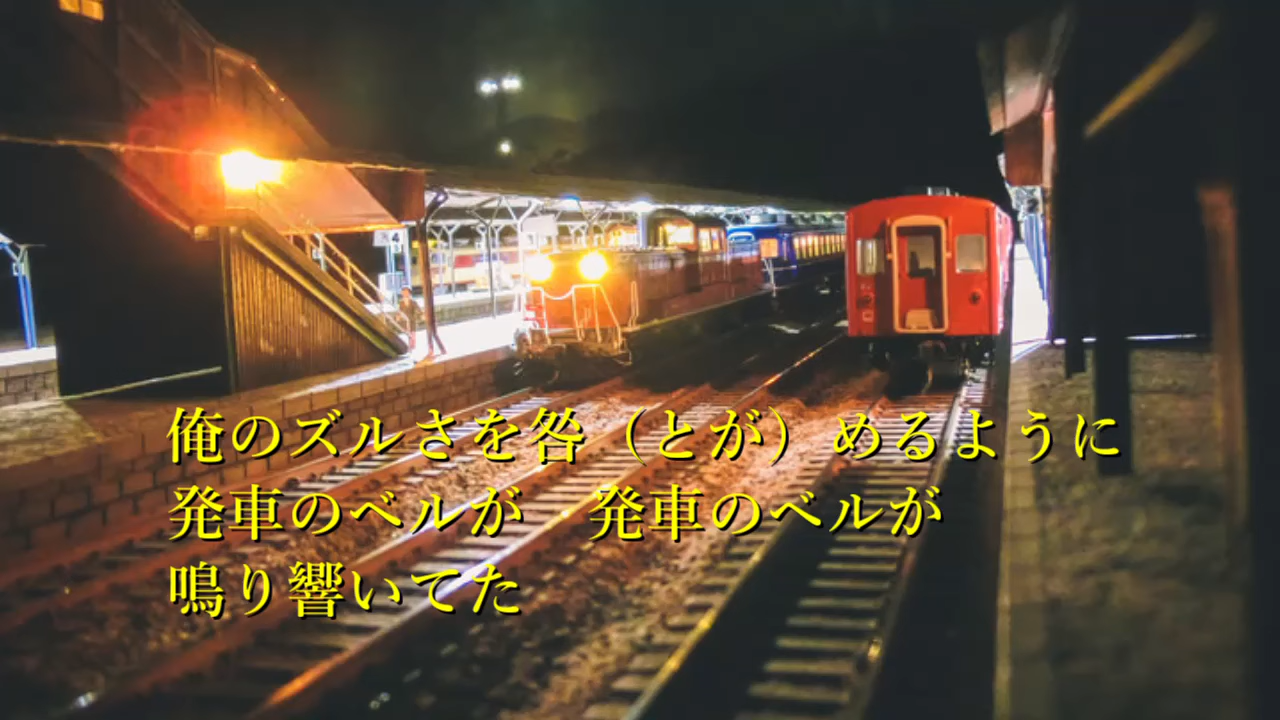 4
俺のズルさを咎（とが）めるように
発車のベルが　発車のベルが
鳴り響いてた